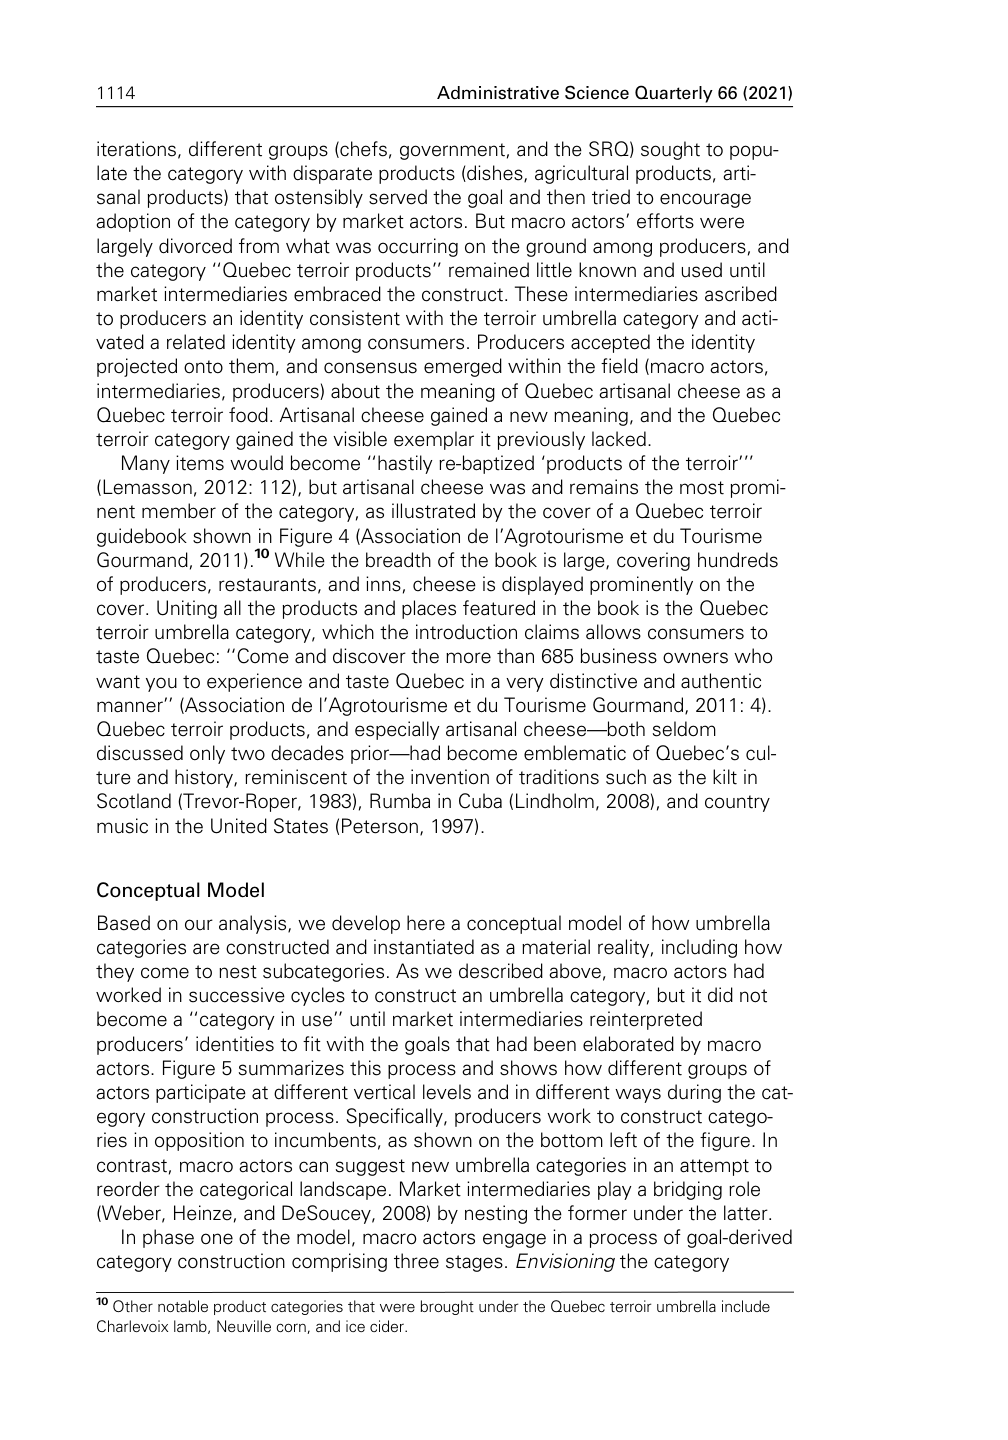 1114
Administrative Science Quarterly 66 (2021)
iterations, different groups (chefs, government, and the SRQ) sought to popu-
late the category with disparate products (dishes, agricultural products, arti-
sanal products) that ostensibly served the goal and then tried to encourage
adoption of the category by market actors. But macro actors’ efforts were
largely divorced from what was occurring on the ground among producers, and
the category ‘‘Quebec terroir products’’ remained little known and used until
market intermediaries embraced the construct. These intermediaries ascribed
to producers an identity consistent with the terroir umbrella category and acti-
vated a related identity among consumers. Producers accepted the identity
projected onto them, and consensus emerged within the field (macro actors,
intermediaries, producers) about the meaning of Quebec artisanal cheese as a
Quebec terroir food. Artisanal cheese gained a new meaning, and the Quebec
terroir category gained the visible exemplar it previously lacked.
Many items would become ‘‘hastily re-baptized ‘products of the terroir’’’
(Lemasson, 2012: 112), but artisanal cheese was and remains the most promi-
nent member of the category, as illustrated by the cover of a Quebec terroir
guidebook shown in Figure 4 (Association de l’Agrotourisme et du Tourisme
Gourmand, 2011).10 While the breadth of the book is large, covering hundreds
of producers, restaurants, and inns, cheese is displayed prominently on the
cover. Uniting all the products and places featured in the book is the Quebec
terroir umbrella category, which the introduction claims allows consumers to
taste Quebec: ‘‘Come and discover the more than 685 business owners who
want you to experience and taste Quebec in a very distinctive and authentic
manner’’ (Association de l’Agrotourisme et du Tourisme Gourmand, 2011: 4).
Quebec terroir products, and especially artisanal cheese—both seldom
discussed only two decades prior—had become emblematic of Quebec’s cul-
ture and history, reminiscent of the invention of traditions such as the kilt in
Scotland (Trevor-Roper, 1983), Rumba in Cuba (Lindholm, 2008), and country
music in the United States (Peterson, 1997).
Conceptual Model
Based on our analysis, we develop here a conceptual model of how umbrella
categories are constructed and instantiated as a material reality, including how
they come to nest subcategories. As we described above, macro actors had
worked in successive cycles to construct an umbrella category, but it did not
become a ‘‘category in use’’ until market intermediaries reinterpreted
producers’ identities to fit with the goals that had been elaborated by macro
actors. Figure 5 summarizes this process and shows how different groups of
actors participate at different vertical levels and in different ways during the cat-
egory construction process. Specifically, producers work to construct catego-
ries in opposition to incumbents, as shown on the bottom left of the figure. In
contrast, macro actors can suggest new umbrella categories in an attempt to
reorder the categorical landscape. Market intermediaries play a bridging role
(Weber, Heinze, and DeSoucey, 2008) by nesting the former under the latter.
In phase one of the model, macro actors engage in a process of goal-derived
category construction comprising three stages. Envisioning the category
10 Other notable product categories that were brought under the Quebec terroir umbrella include
Charlevoix lamb, Neuville corn, and ice cider.